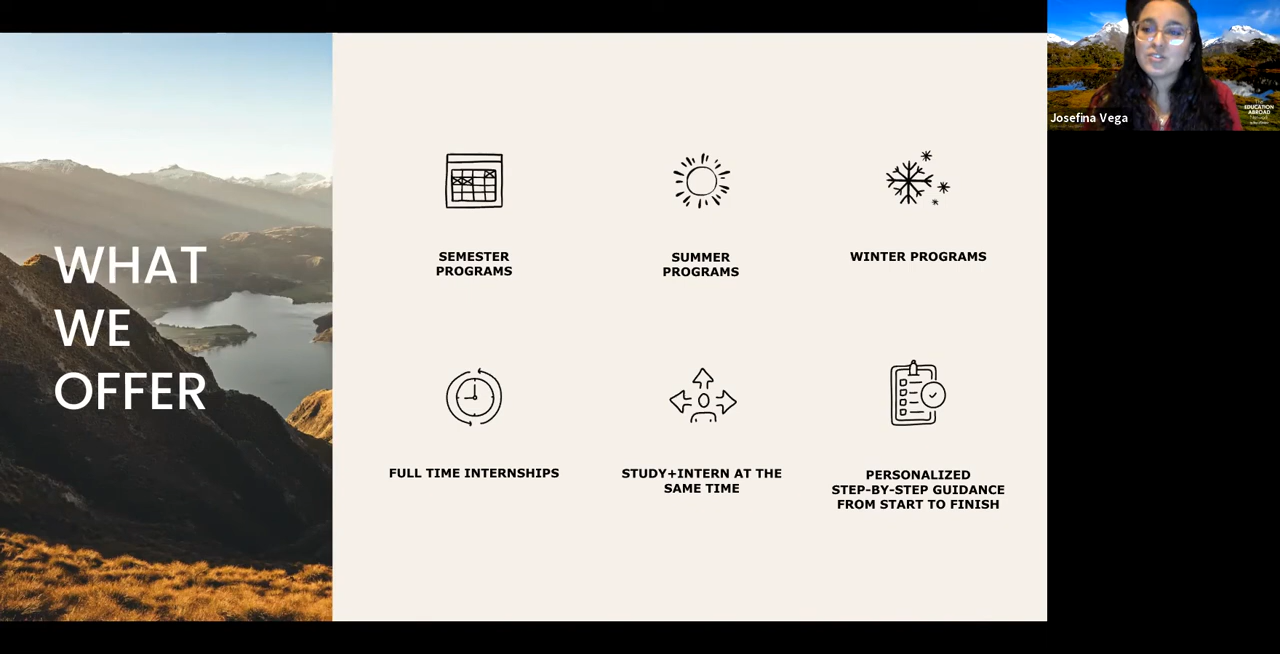 WHAT
WE
OFFER
SEMESTER
PROGRAMS
SUMMER
PROGRAMS
WINTER PROGRAMS
FULL TIME INTERNSHIPS
STUDY+INTERN AT THE
SAME TIME
PERSONALIZED
STEP-BY-STEP GUIDANCE
FROM START TO FINISH
Josefina Vega
EDUCATION
ABROAD